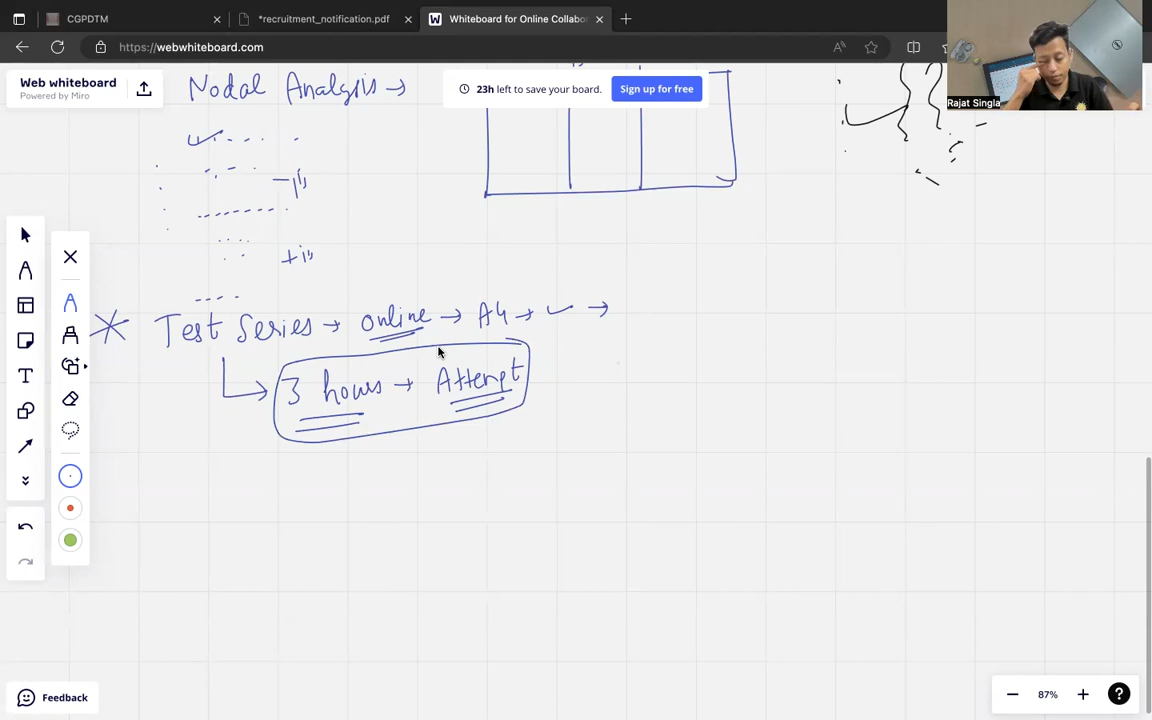 CGPDTM
*recruitment_notification.pdf
Whiteboard for Online Collabor
https://webwhiteboard.com
Rajat Singla
Web whiteboard
Powered by Miro
23h left to save your board.
Sign up for free
Nodal Analysis →
Test Series → Online → A4 →
3 hours → Attempt
Feedback
87%